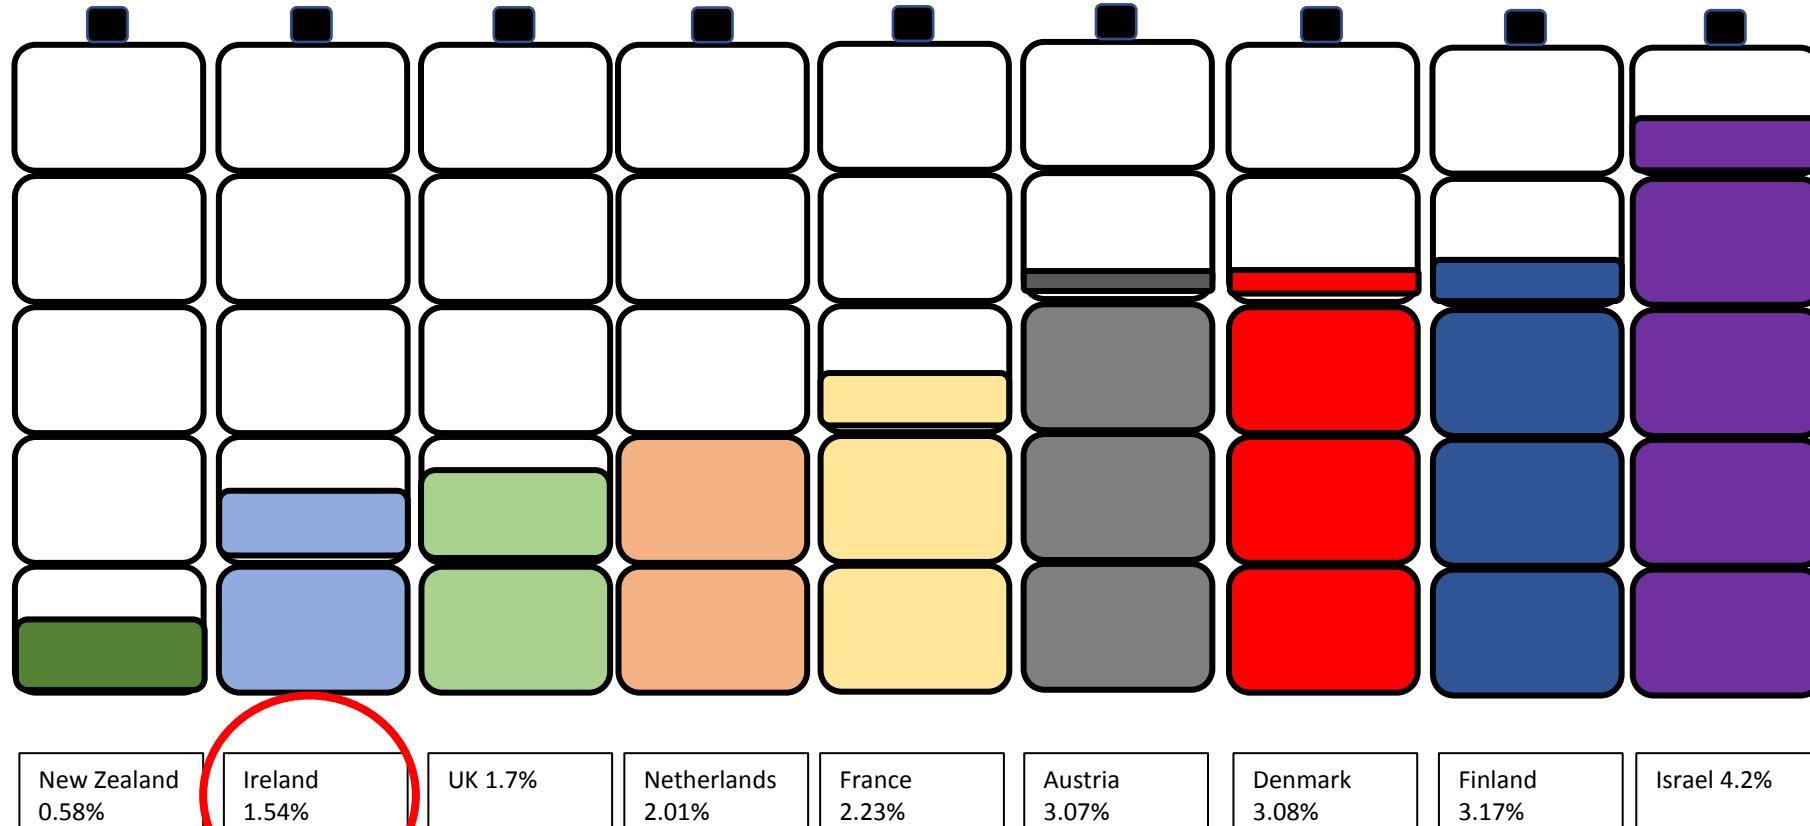 New Zealand
0.58%
Ireland
1.54%
UK 1.7%
Netherlands
2.01%
France
2.23%
Austria
3.07%
Denmark
3.08%
Finland
3.17%
Israel 4.2%